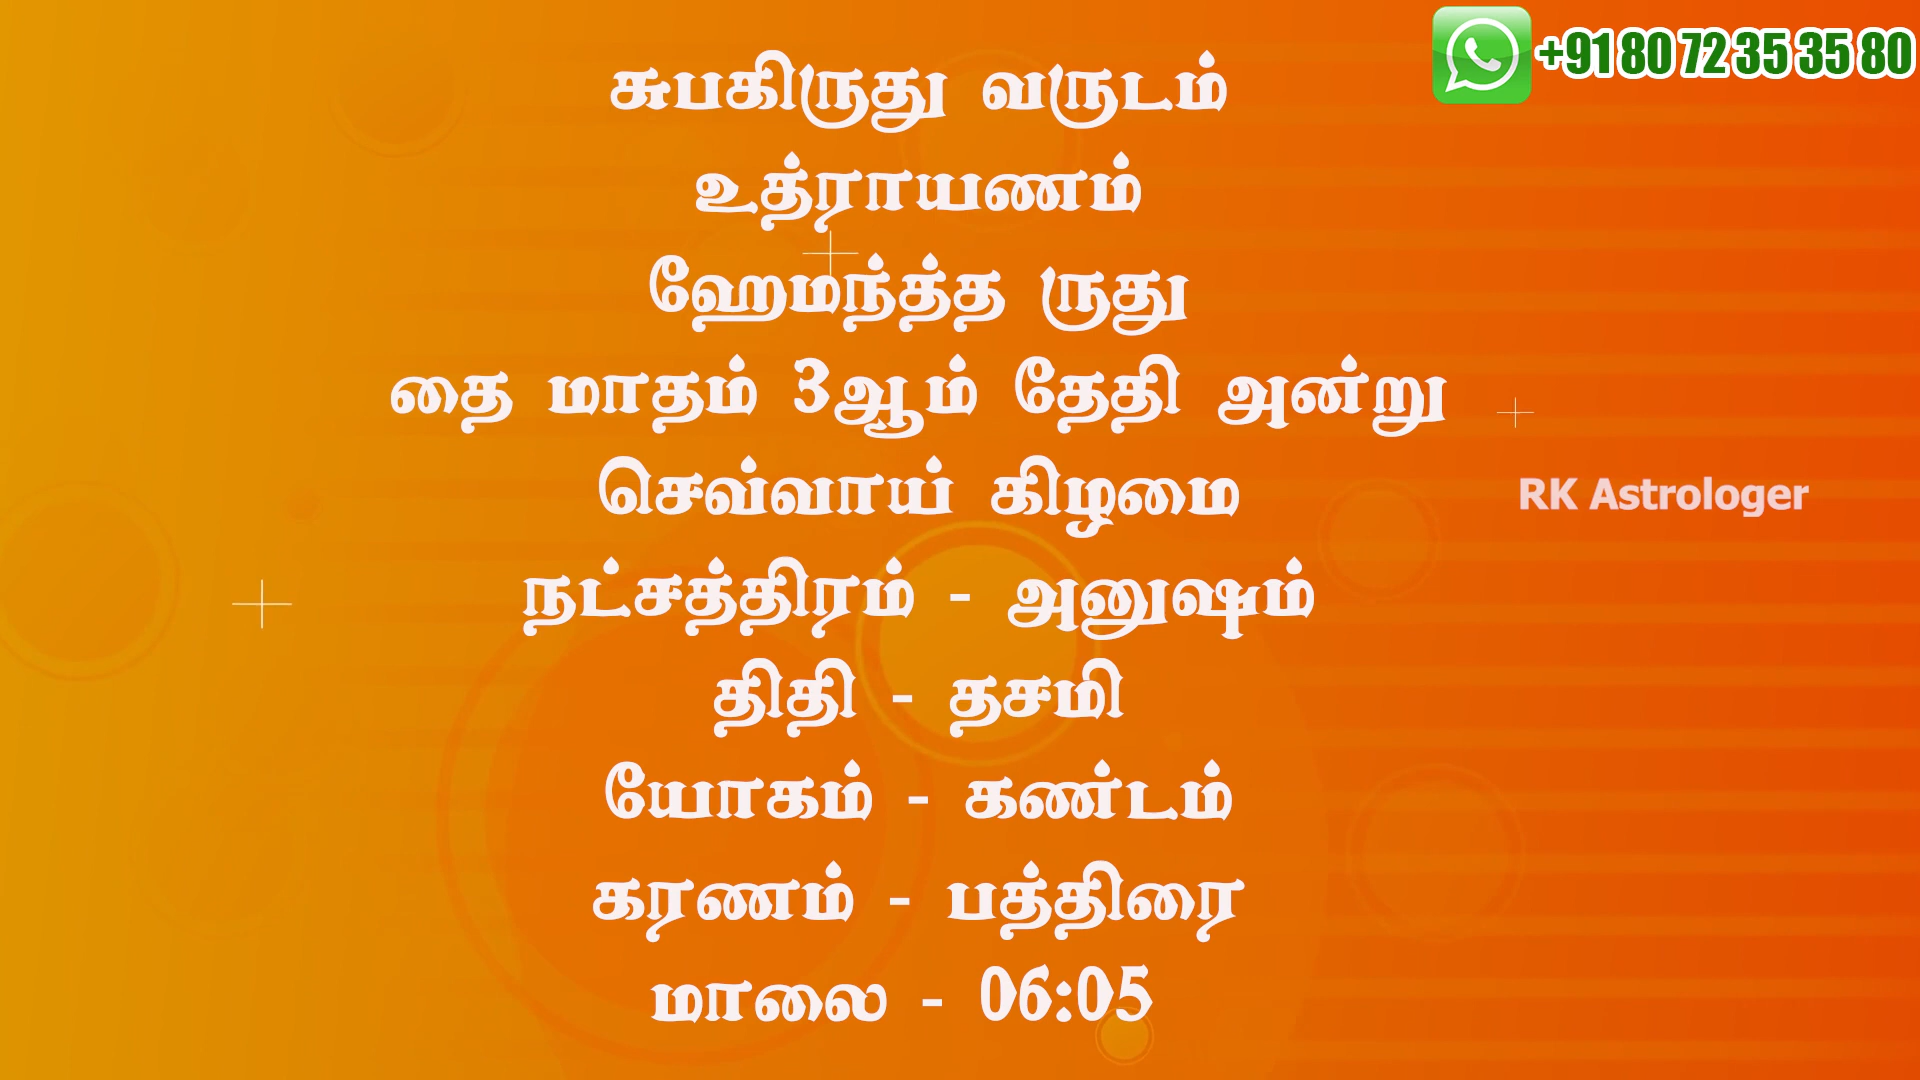 +91 80 72 35 35 80
சுபகிருது வருடம்
உத்ராயணம்
ஹேமந்த்த ருது
தை மாதம் 3ஆம் தேதி அன்று
செவ்வாய் கிழமை
RK Astrologer
நட்சத்திரம் - அனுஷம்
திதி - தசமி
யோகம் - கண்டம்
கரணம் - பத்திரை
மாலை - 06:05